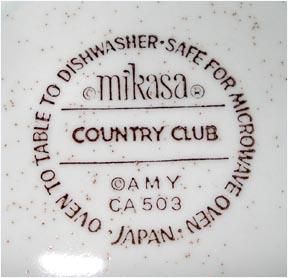 OVEN TO TABLE TO DISHWASHER · SAFE FOR MICROWAVE OVEN · JAPAN ·
© mikasa ®
COUNTRY CLUB
© AMY
CA 503